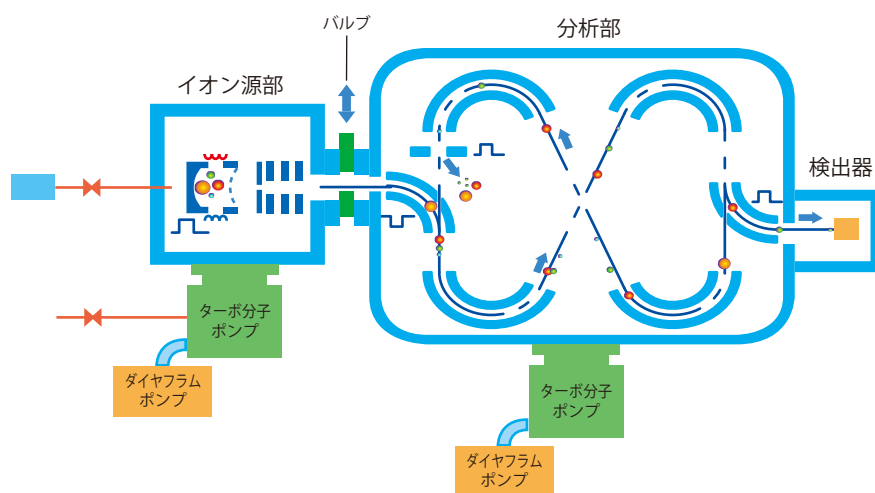 バルブ
分析部
イオン源部
検出器
ターボ分子
ポンプ
ダイヤフラム
ポンプ
ターボ分子
ポンプ
ダイヤフラム
ポンプ